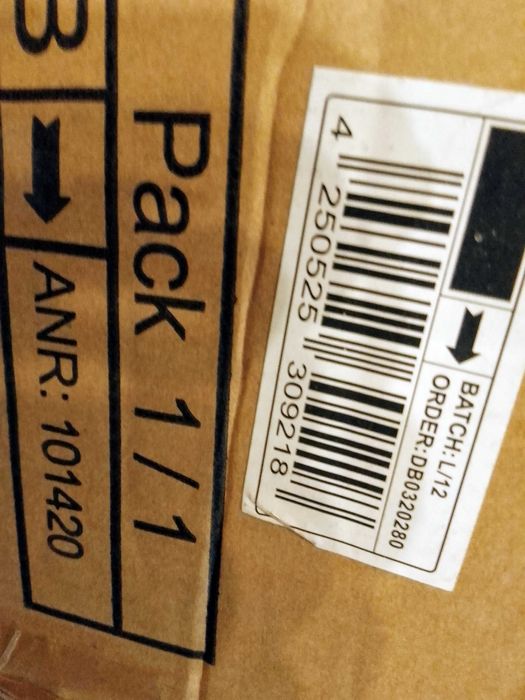 BATCH:L/12
ORDER:DB0320280
4 250525 309218
Pack 1/1
ANR: 101420